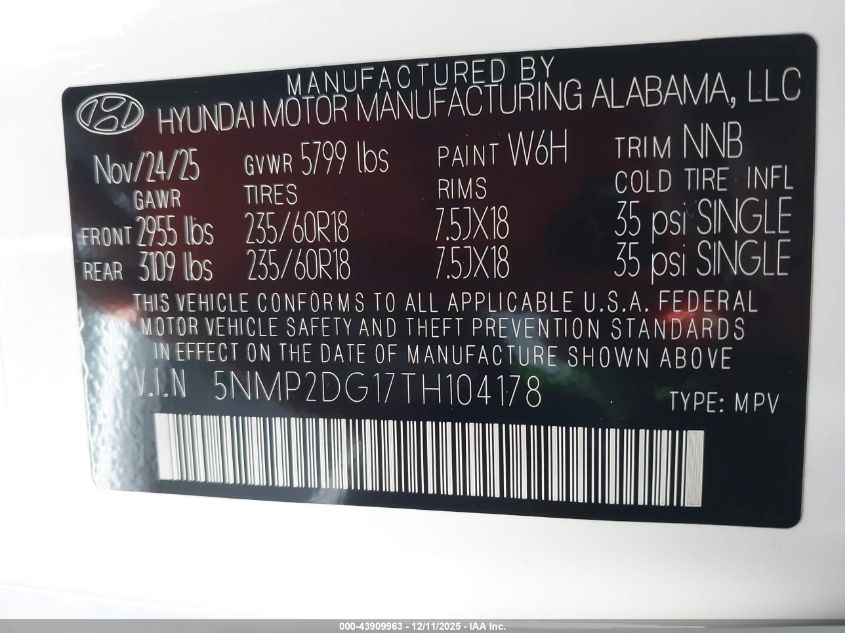 MANUFACTURED BY
HYUNDAI MOTOR MANUFACTURING ALABAMA, LLC
Nov/24/25 GVWR 5799 lbs PAINT W6H TRIM NNB
GAWR TIRES RIMS COLD TIRE INFL
FRONT 2955 lbs 235/60R18 7.5JX18 35 psi SINGLE
REAR 3109 lbs 235/60R18 7.5JX18 35 psi SINGLE
THIS VEHICLE CONFORMS TO ALL APPLICABLE U.S.A. FEDERAL
MOTOR VEHICLE SAFETY AND THEFT PREVENTION STANDARDS
IN EFFECT ON THE DATE OF MANUFACTURE SHOWN ABOVE
V.I.N 5NMP2DG17TH104178 TYPE: MPV
000-43909963 - 12/11/2025 - IAA Inc.